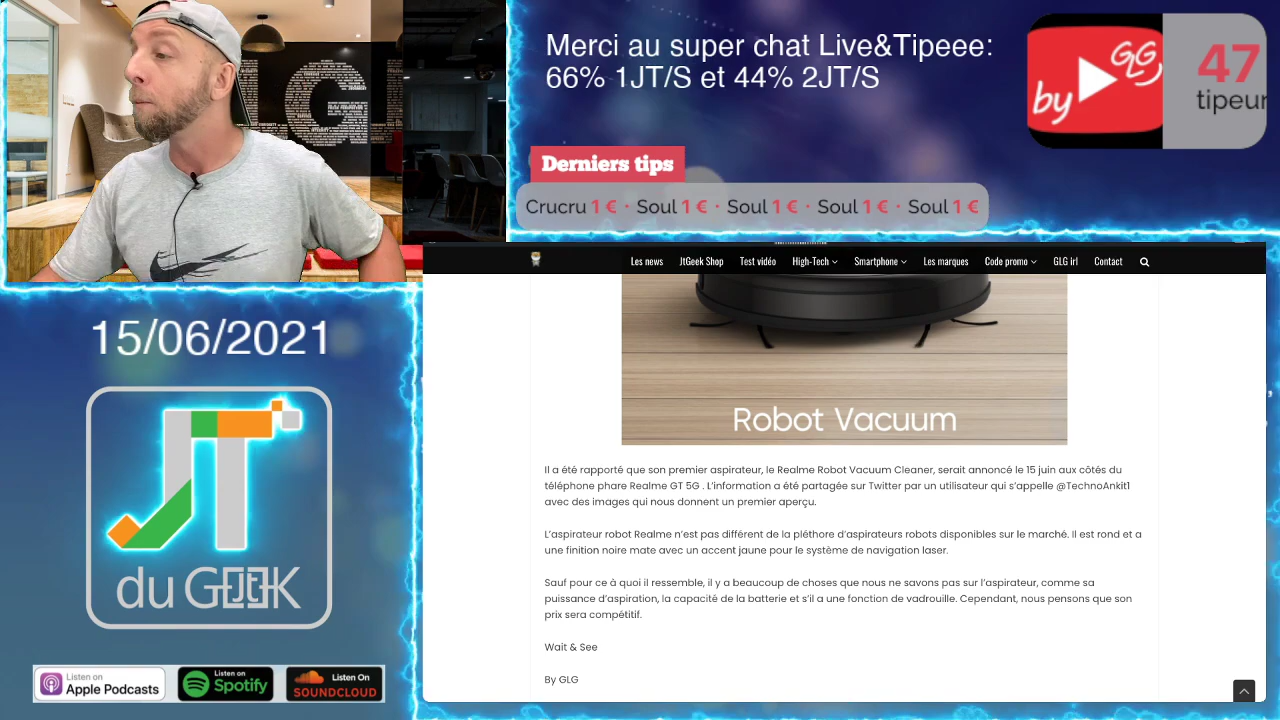 Merci au super chat Live&Tipeee:
66% 1JT/S et 44% 2JT/S
by GLG
47
tipeur
Derniers tips
Crucru 1 € · Soul 1 € · Soul 1 € · Soul 1 € · Soul 1 €
Les news JtGeek Shop Test vidéo High-Tech Smartphone Les marques Code promo GLG irl Contact
15/06/2021
JT
du GEEK
Robot Vacuum
Il a été rapporté que son premier aspirateur, le Realme Robot Vacuum Cleaner, serait annoncé le 15 juin aux côtés du
téléphone phare Realme GT 5G . L'information a été partagée sur Twitter par un utilisateur qui s'appelle @TechnoAnkit1
avec des images qui nous donnent un premier aperçu.
L'aspirateur robot Realme n'est pas différent de la pléthore d'aspirateurs robots disponibles sur le marché. Il est rond et a
une finition noire mate avec un accent jaune pour le système de navigation laser.
Sauf pour ce à quoi il ressemble, il y a beaucoup de choses que nous ne savons pas sur l'aspirateur, comme sa
puissance d'aspiration, la capacité de la batterie et s'il a une fonction de vadrouille. Cependant, nous pensons que son
prix sera compétitif.
Wait & See
By GLG
Listen on
Apple Podcasts
Listen on
Spotify
Listen On
SOUNDCLOUD